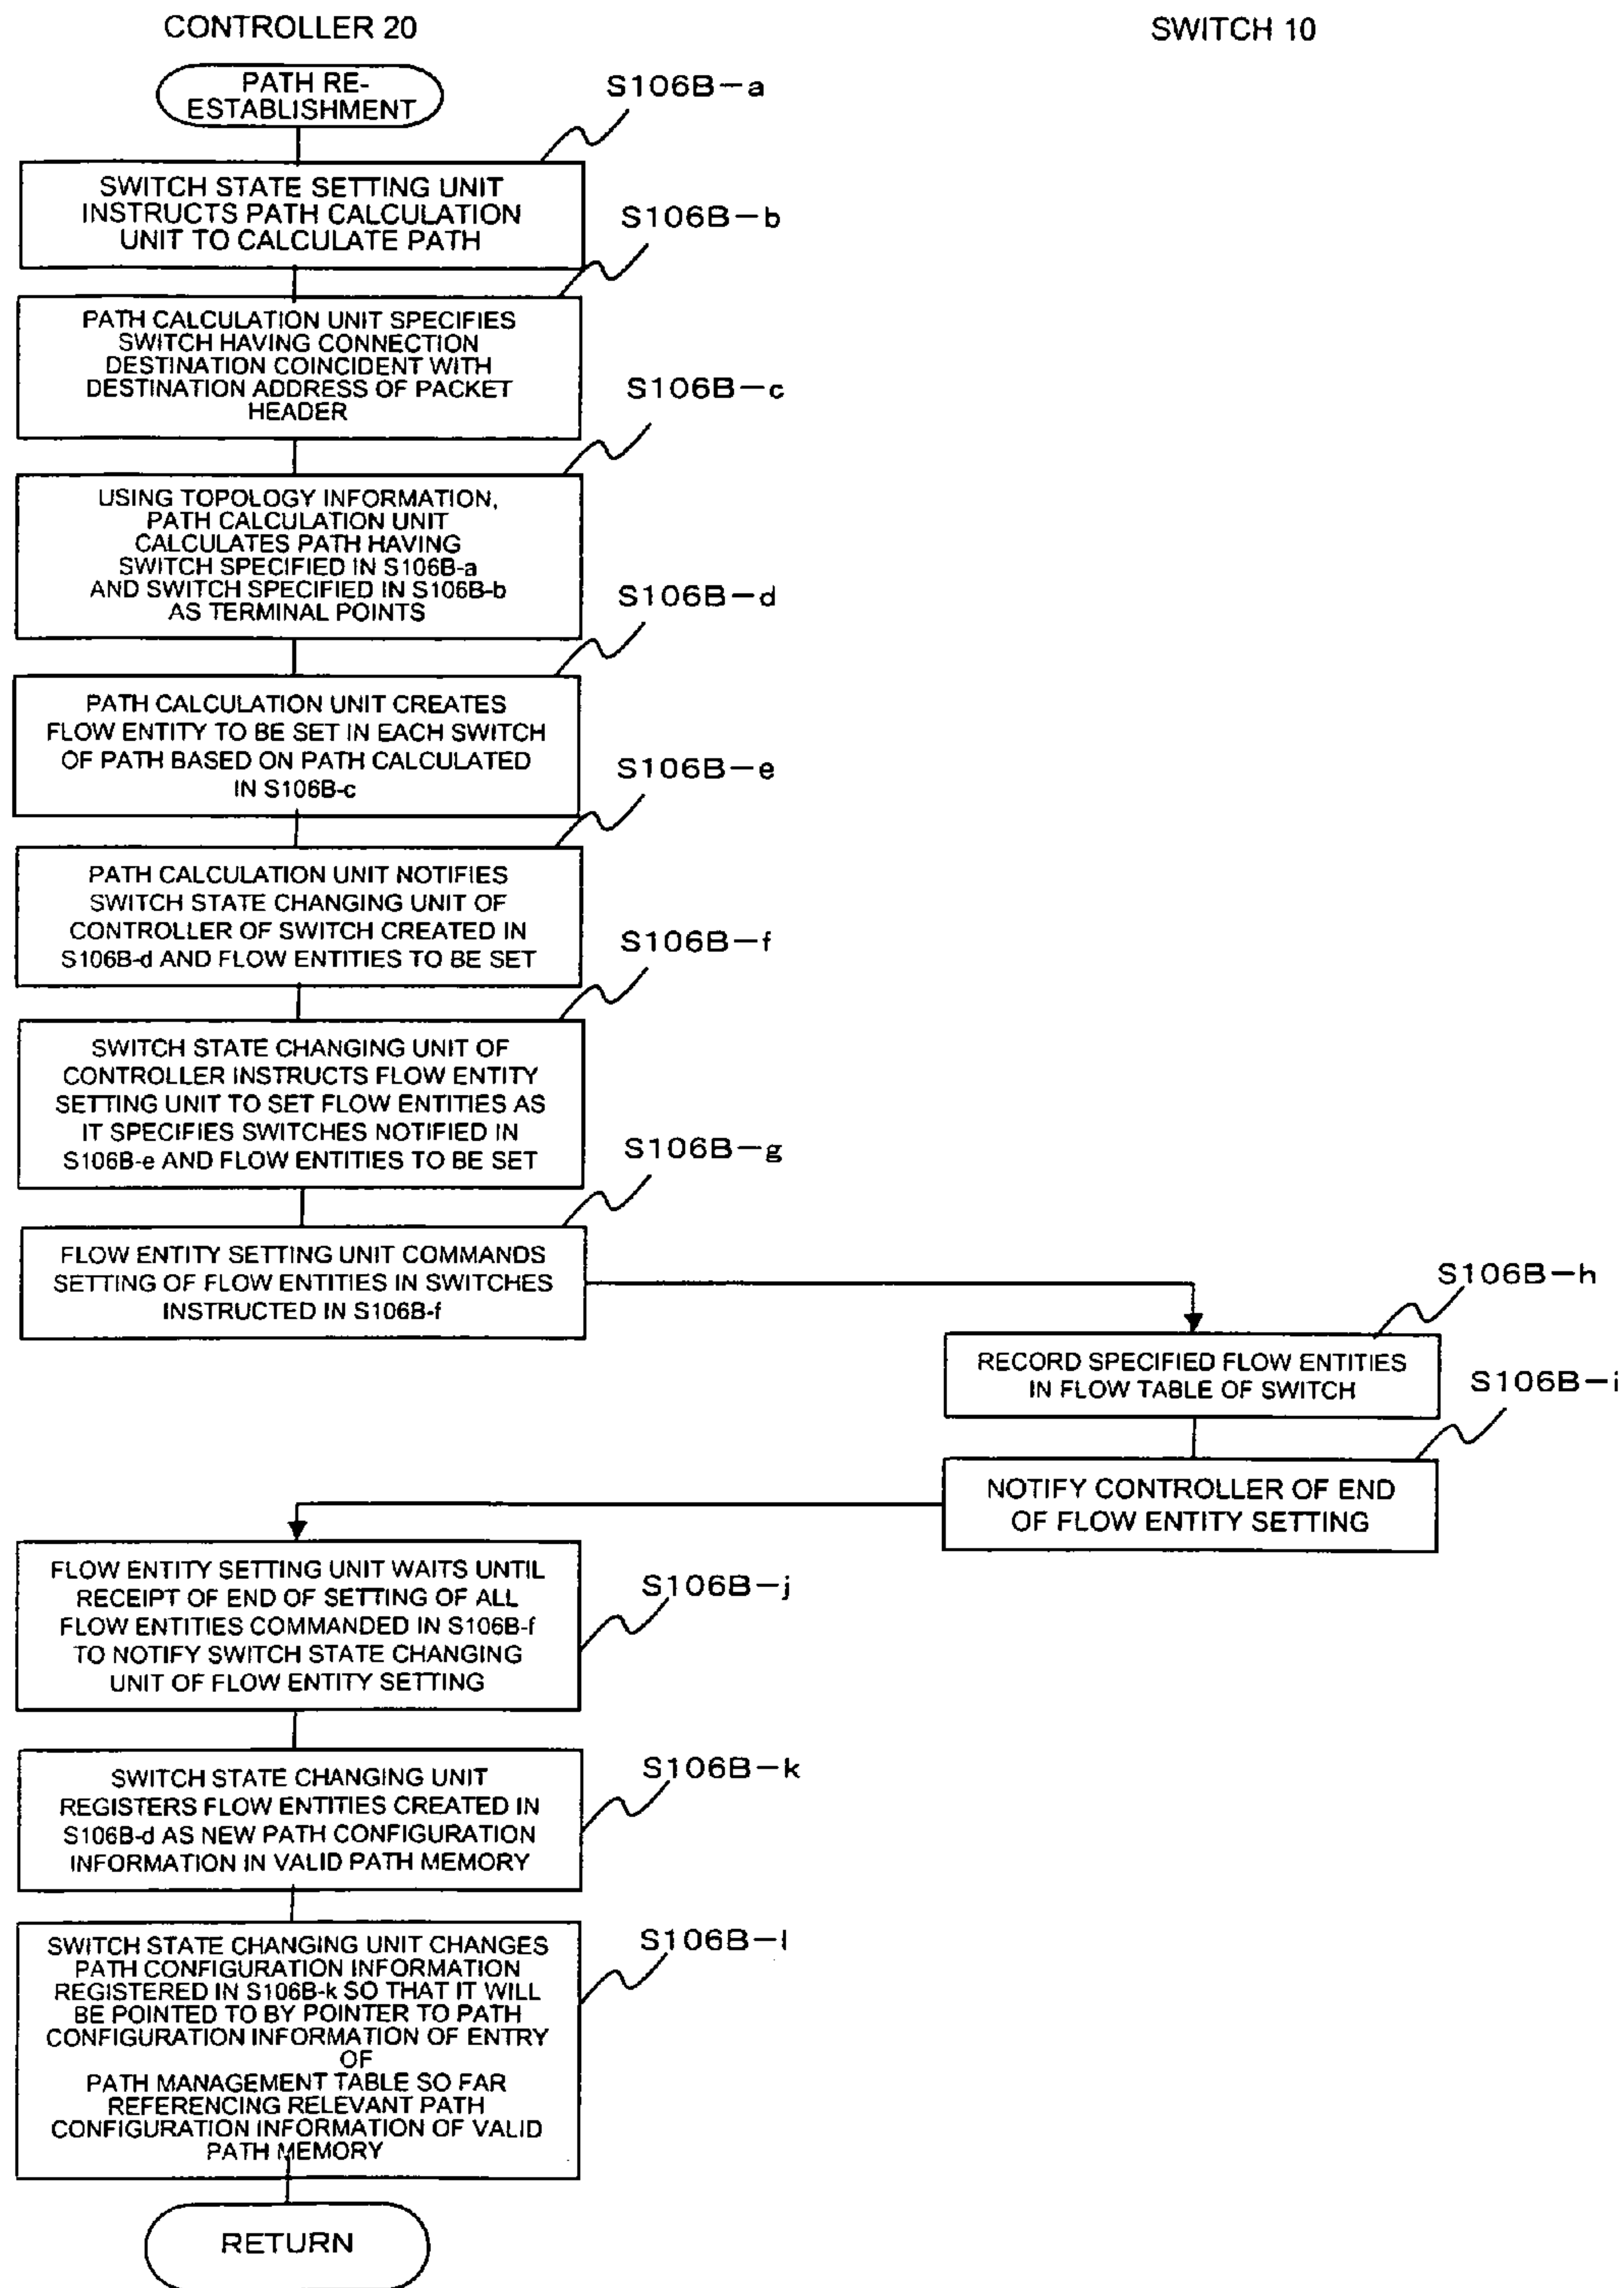 CONTROLLER 20
SWITCH 10
PATH RE-
ESTABLISHMENT
S106B-a
SWITCH STATE SETTING UNIT
INSTRUCTS PATH CALCULATION
UNIT TO CALCULATE PATH
S106B-b
PATH CALCULATION UNIT SPECIFIES
SWITCH HAVING CONNECTION
DESTINATION COINCIDENT WITH
DESTINATION ADDRESS OF PACKET
HEADER
S106B-c
USING TOPOLOGY INFORMATION,
PATH CALCULATION UNIT
CALCULATES PATH HAVING
SWITCH SPECIFIED IN S106B-a
AND SWITCH SPECIFIED IN S106B-b
AS TERMINAL POINTS
S106B-d
PATH CALCULATION UNIT CREATES
FLOW ENTITY TO BE SET IN EACH SWITCH
OF PATH BASED ON PATH CALCULATED
IN S106B-c
S106B-e
PATH CALCULATION UNIT NOTIFIES
SWITCH STATE CHANGING UNIT OF
CONTROLLER OF SWITCH CREATED IN
S106B-d AND FLOW ENTITIES TO BE SET
S106B-f
SWITCH STATE CHANGING UNIT OF
CONTROLLER INSTRUCTS FLOW ENTITY
SETTING UNIT TO SET FLOW ENTITIES AS
IT SPECIFIES SWITCHES NOTIFIED IN
S106B-e AND FLOW ENTITIES TO BE SET
S106B-g
FLOW ENTITY SETTING UNIT COMMANDS
SETTING OF FLOW ENTITIES IN SWITCHES
INSTRUCTED IN S106B-f
S106B-h
RECORD SPECIFIED FLOW ENTITIES
IN FLOW TABLE OF SWITCH
S106B-i
NOTIFY CONTROLLER OF END
OF FLOW ENTITY SETTING
FLOW ENTITY SETTING UNIT WAITS UNTIL
RECEIPT OF END OF SETTING OF ALL
FLOW ENTITIES COMMANDED IN S106B-f
TO NOTIFY SWITCH STATE CHANGING
UNIT OF FLOW ENTITY SETTING
S106B-j
SWITCH STATE CHANGING UNIT
REGISTERS FLOW ENTITIES CREATED IN
S106B-d AS NEW PATH CONFIGURATION
INFORMATION IN VALID PATH MEMORY
S106B-k
SWITCH STATE CHANGING UNIT CHANGES
PATH CONFIGURATION INFORMATION
REGISTERED IN S106B-k SO THAT IT WILL
BE POINTED TO BY POINTER TO PATH
CONFIGURATION INFORMATION OF ENTRY
OF
PATH MANAGEMENT TABLE SO FAR
REFERENCING RELEVANT PATH
CONFIGURATION INFORMATION OF VALID
PATH MEMORY
S106B-l
RETURN